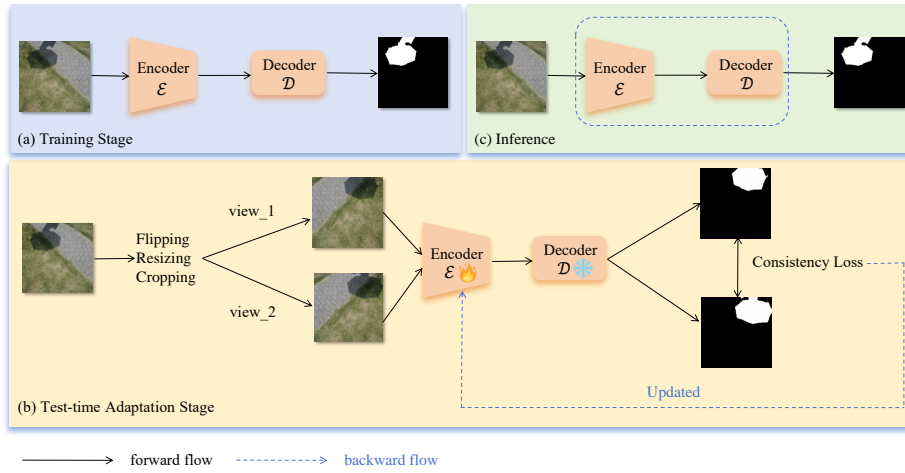 Encoder
ℰ
Decoder
𝒟
(a) Training Stage
Encoder
ℰ
Decoder
𝒟
(c) Inference
view_1
Flipping
Resizing
Cropping
view_2
Encoder
ℰ
Decoder
𝒟
Consistency Loss
Updated
(b) Test-time Adaptation Stage
forward flow
backward flow